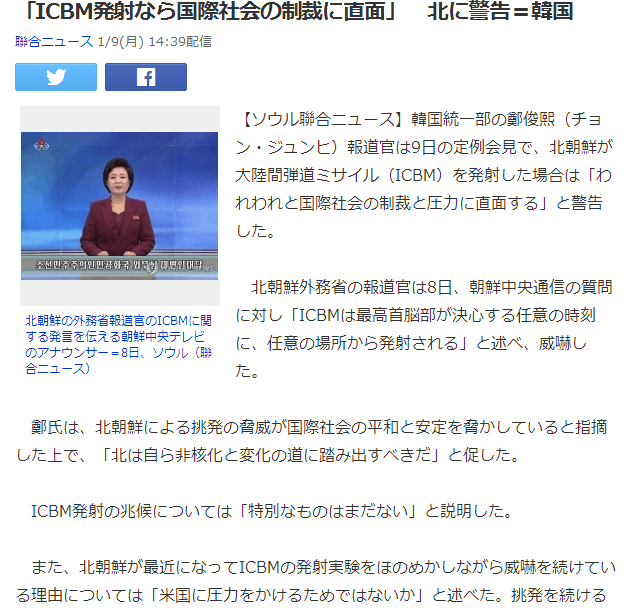 「ICBM発射なら国際社会の制裁に直面」　北に警告＝韓国
聯合ニュース 1/9(月) 14:39配信
조선민주주의인민공화국 외무성 대변인대답
北朝鮮の外務省報道官のICBMに関
する発言を伝える朝鮮中央テレビ
のアナウンサー＝8日、ソウル（聯
合ニュース）
【ソウル聯合ニュース】韓国統一部の鄭俊熙（チョ
ン・ジュンヒ）報道官は9日の定例会見で、北朝鮮が
大陸間弾道ミサイル（ICBM）を発射した場合は「わ
れわれと国際社会の制裁と圧力に直面する」と警告
した。
北朝鮮外務省の報道官は8日、朝鮮中央通信の質問
に対し「ICBMは最高首脳部が決心する任意の時刻
に、任意の場所から発射される」と述べ、威嚇し
た。
鄭氏は、北朝鮮による挑発の脅威が国際社会の平和と安定を脅かしていると指摘
した上で、「北は自ら非核化と変化の道に踏み出すべきだ」と促した。
ICBM発射の兆候については「特別なものはまだない」と説明した。
また、北朝鮮が最近になってICBMの発射実験をほのめかしながら威嚇を続けてい
る理由については「米国に圧力をかけるためではないか」と述べた。挑発を続ける